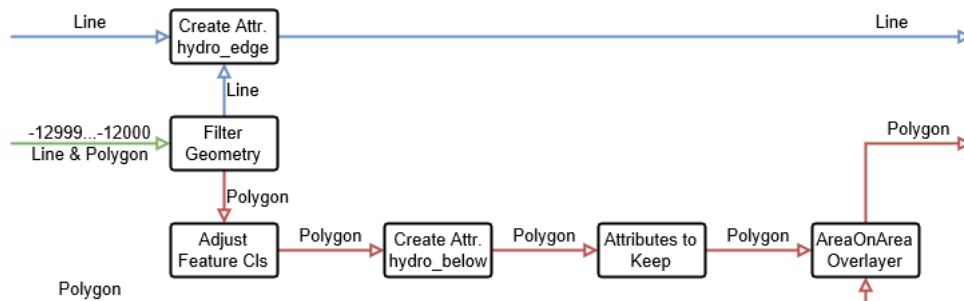 Line
Create Attr.
hydro_edge
Line
Line
-12999...-12000
Line & Polygon
Filter
Geometry
Polygon
Polygon
Adjust
Feature Cls
Polygon
Create Attr.
hydro_below
Polygon
Attributes to
Keep
Polygon
AreaOnArea
Overlayer
Polygon